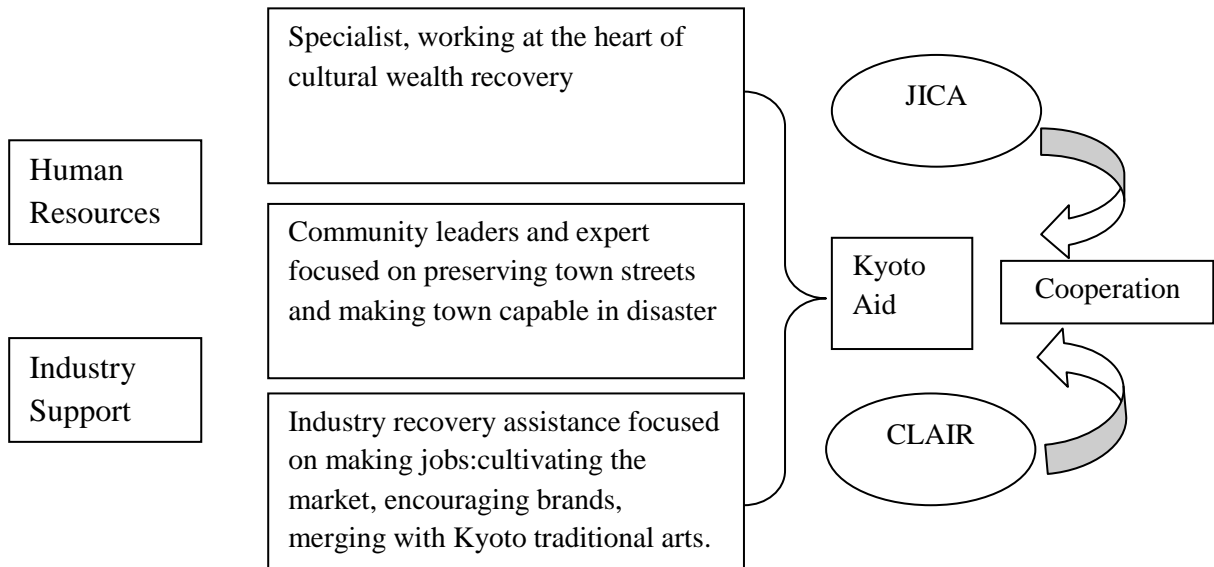 Human
Resources
Industry
Support
Specialist, working at the heart of
cultural wealth recovery
Community leaders and expert
focused on preserving town streets
and making town capable in disaster
Industry recovery assistance focused
on making jobs:cultivating the
market, encouraging brands,
merging with Kyoto traditional arts.
Kyoto
Aid
JICA
Cooperation
CLAIR